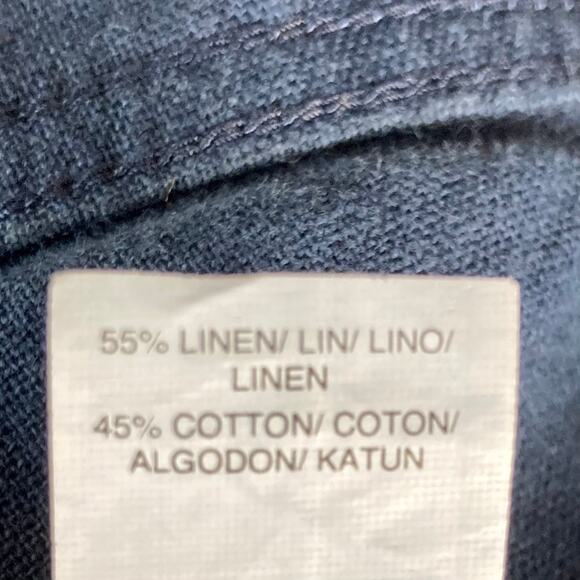 55% LINEN/ LIN/ LINO/
LINEN
45% COTTON/ COTON/
ALGODON/ KATUN